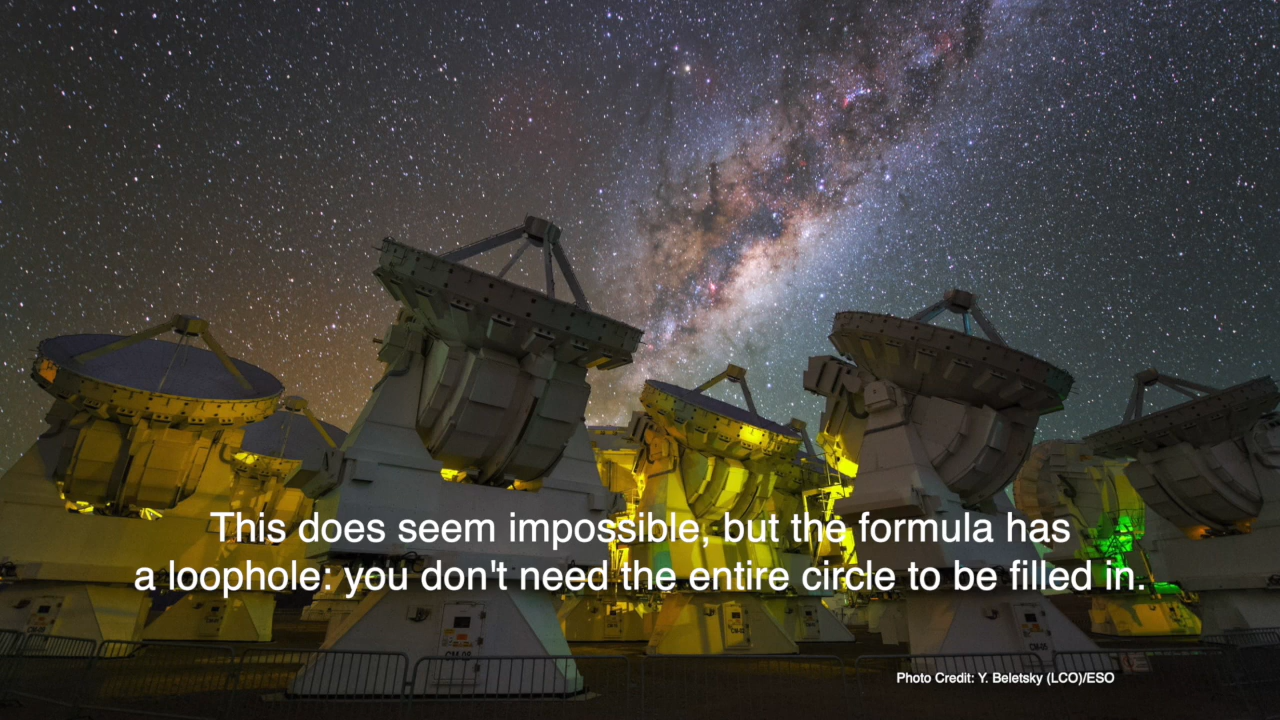 This does seem impossible, but the formula has
a loophole: you don't need the entire circle to be filled in.
Photo Credit: Y. Beletsky (LCO)/ESO